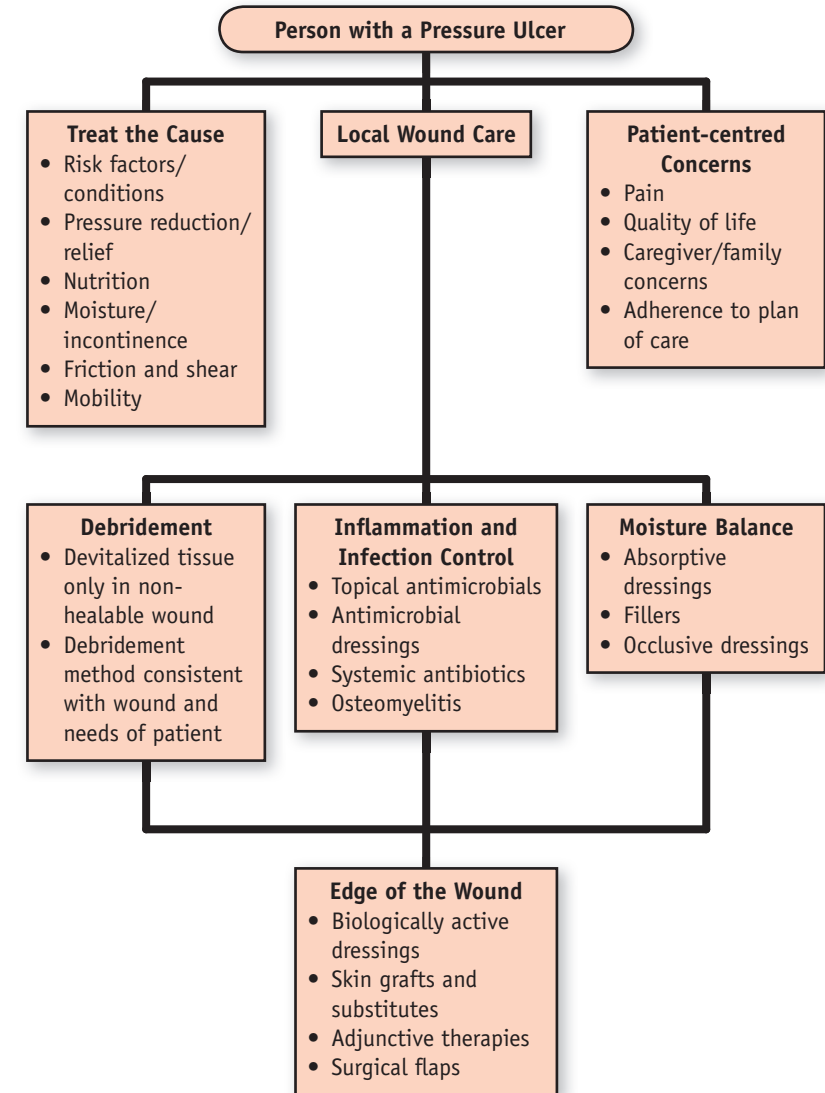 Person with a Pressure Ulcer
Treat the Cause
• Risk factors/
conditions
• Pressure reduction/
relief
• Nutrition
• Moisture/
incontinence
• Friction and shear
• Mobility
Local Wound Care
Patient-centred
Concerns
• Pain
• Quality of life
• Caregiver/family
concerns
• Adherence to plan
of care
Debridement
• Devitalized tissue
only in non-
healable wound
• Debridement
method consistent
with wound and
needs of patient
Inflammation and
Infection Control
• Topical antimicrobials
• Antimicrobial
dressings
• Systemic antibiotics
• Osteomyelitis
Moisture Balance
• Absorptive
dressings
• Fillers
• Occlusive dressings
Edge of the Wound
• Biologically active
dressings
• Skin grafts and
substitutes
• Adjunctive therapies
• Surgical flaps